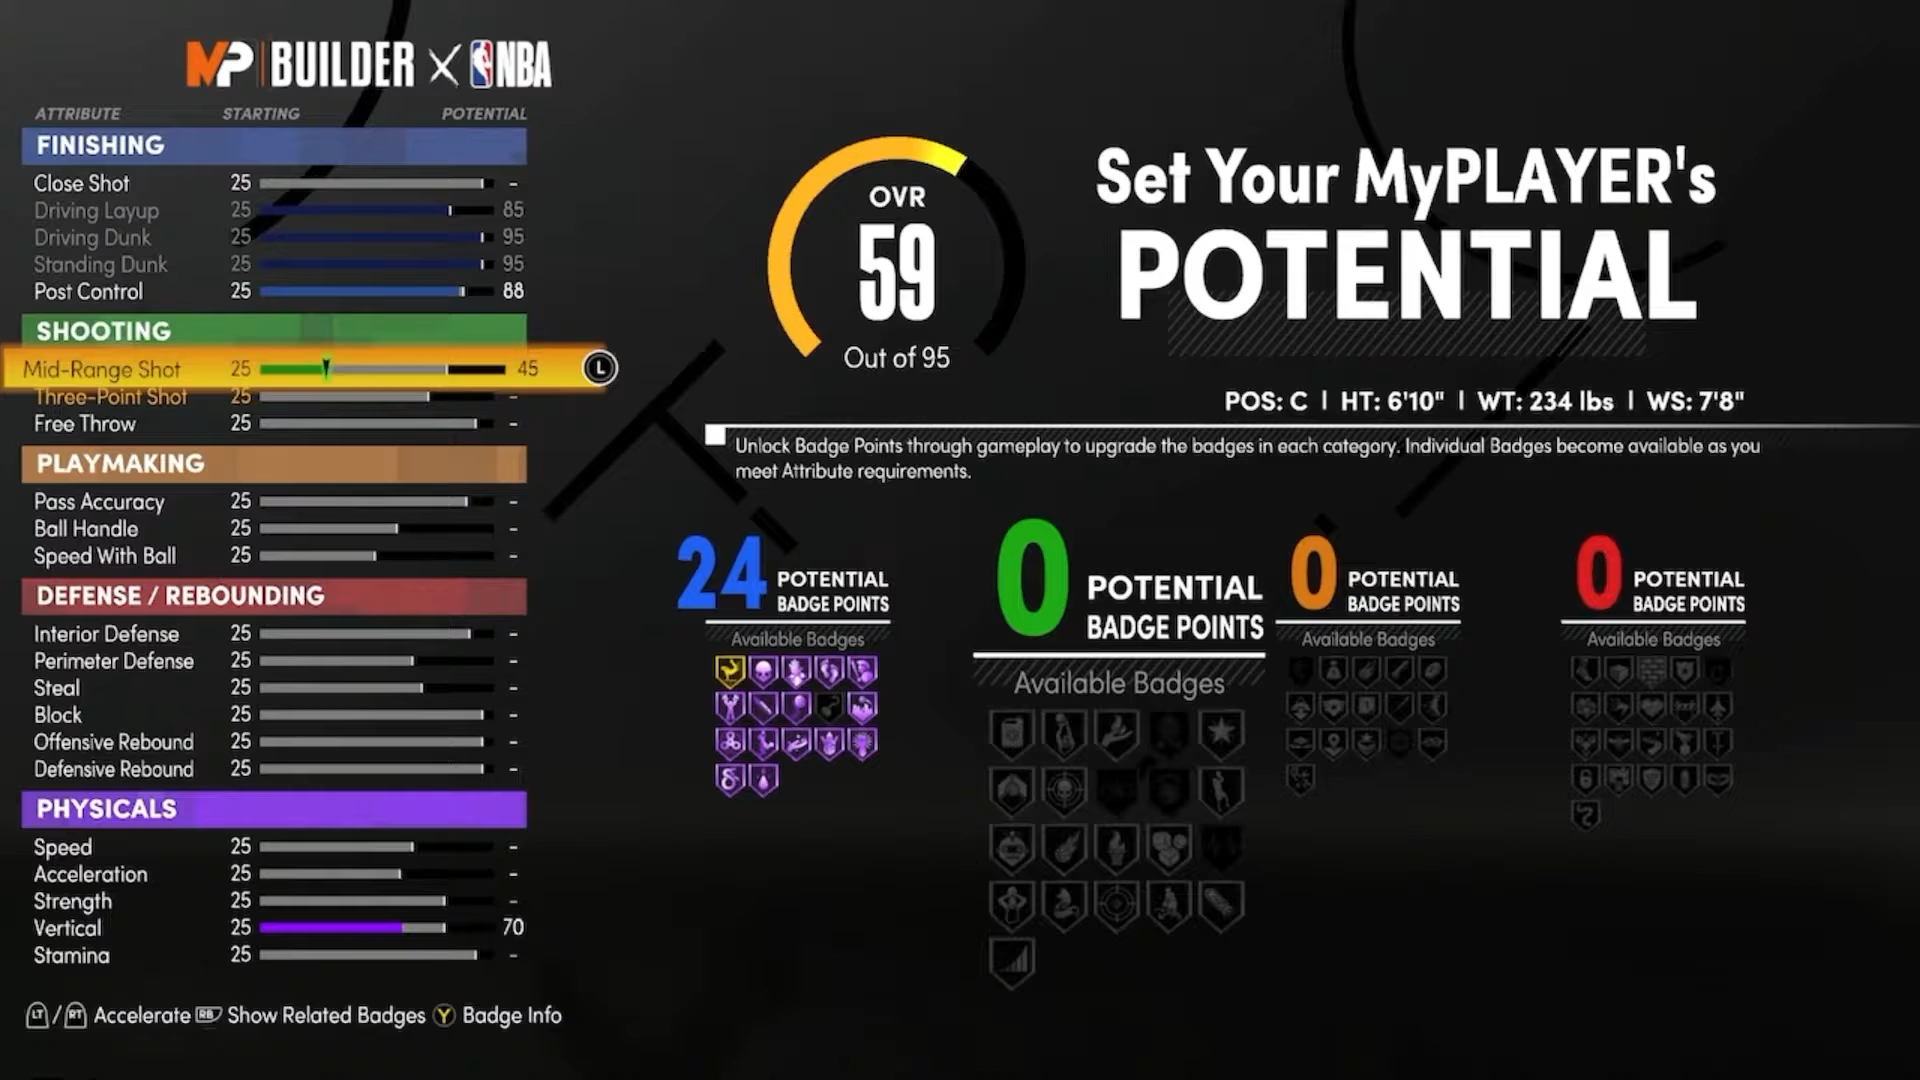 MP | BUILDER X NBA
ATTRIBUTE STARTING POTENTIAL
FINISHING
Close Shot 25 -
Driving Layup 25 85
Driving Dunk 25 95
Standing Dunk 25 95
Post Control 25 88
SHOOTING
Mid-Range Shot 25 45 L
Three-Point Shot 25 -
Free Throw 25 -
PLAYMAKING
Pass Accuracy 25 -
Ball Handle 25 -
Speed With Ball 25 -
DEFENSE / REBOUNDING
Interior Defense 25 -
Perimeter Defense 25 -
Steal 25 -
Block 25 -
Offensive Rebound 25 -
Defensive Rebound 25 -
PHYSICALS
Speed 25 -
Acceleration 25 -
Strength 25 -
Vertical 25 70
Stamina 25 -
LT / RT Accelerate RB Show Related Badges Y Badge Info
OVR
59
Out of 95
Set Your MyPLAYER's
POTENTIAL
POS: C | HT: 6'10" | WT: 234 lbs | WS: 7'8"
Unlock Badge Points through gameplay to upgrade the badges in each category. Individual Badges become available as you
meet Attribute requirements.
24 POTENTIAL BADGE POINTS
Available Badges
0 POTENTIAL BADGE POINTS
Available Badges
0 POTENTIAL BADGE POINTS
Available Badges
0 POTENTIAL BADGE POINTS
Available Badges